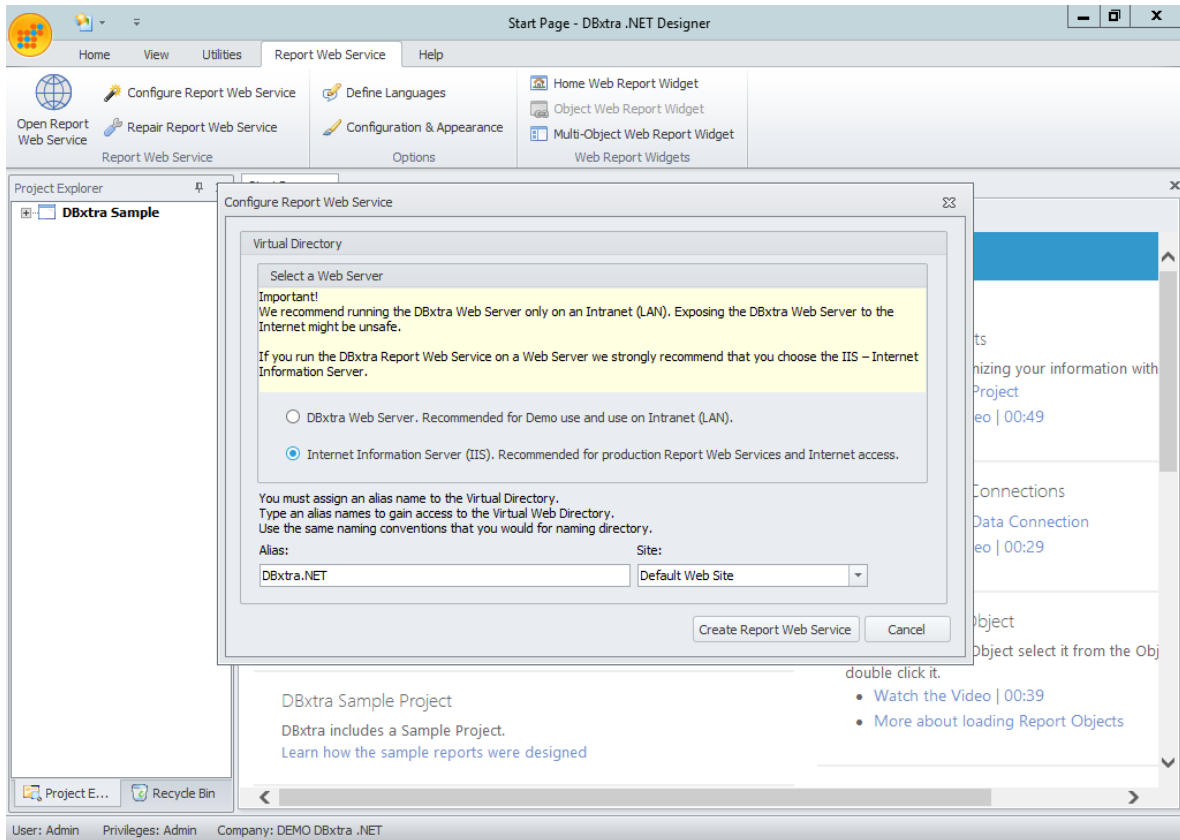 Start Page - DBxtra .NET Designer
Home View Utilities Report Web Service Help
Open Report
Web Service
Configure Report Web Service
Repair Report Web Service
Report Web Service
Define Languages
Configuration & Appearance
Options
Home Web Report Widget
Object Web Report Widget
Multi-Object Web Report Widget
Web Report Widgets
Project Explorer
DBxtra Sample
Configure Report Web Service
Virtual Directory
Select a Web Server
Important!
We recommend running the DBxtra Web Server only on an Intranet (LAN). Exposing the DBxtra Web Server to the
Internet might be unsafe.
If you run the DBxtra Report Web Service on a Web Server we strongly recommend that you choose the IIS – Internet
Information Server.
DBxtra Web Server. Recommended for Demo use and use on Intranet (LAN).
Internet Information Server (IIS). Recommended for production Report Web Services and Internet access.
You must assign an alias name to the Virtual Directory.
Type an alias names to gain access to the Virtual Web Directory.
Use the same naming conventions that you would for naming directory.
Alias: Site:
DBxtra.NET Default Web Site
Create Report Web Service Cancel
ts
nizing your information with
Project
eo | 00:49
Connections
Data Connection
eo | 00:29
bject
Object select it from the Obj
double click it.
Watch the Video | 00:39
More about loading Report Objects
DBxtra Sample Project
DBxtra includes a Sample Project.
Learn how the sample reports were designed
Project E... Recycle Bin
User: Admin Privileges: Admin Company: DEMO DBxtra .NET